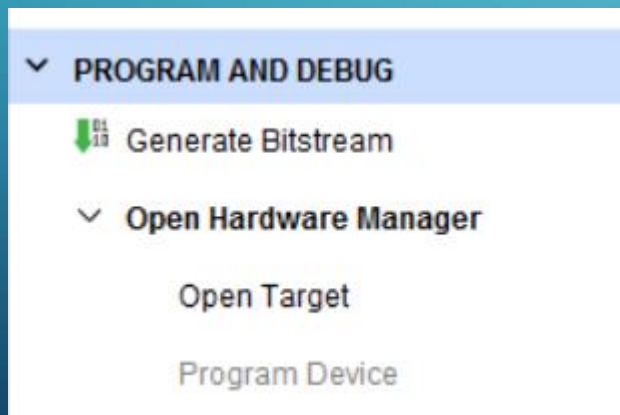 PROGRAM AND DEBUG
Generate Bitstream
Open Hardware Manager
Open Target
Program Device